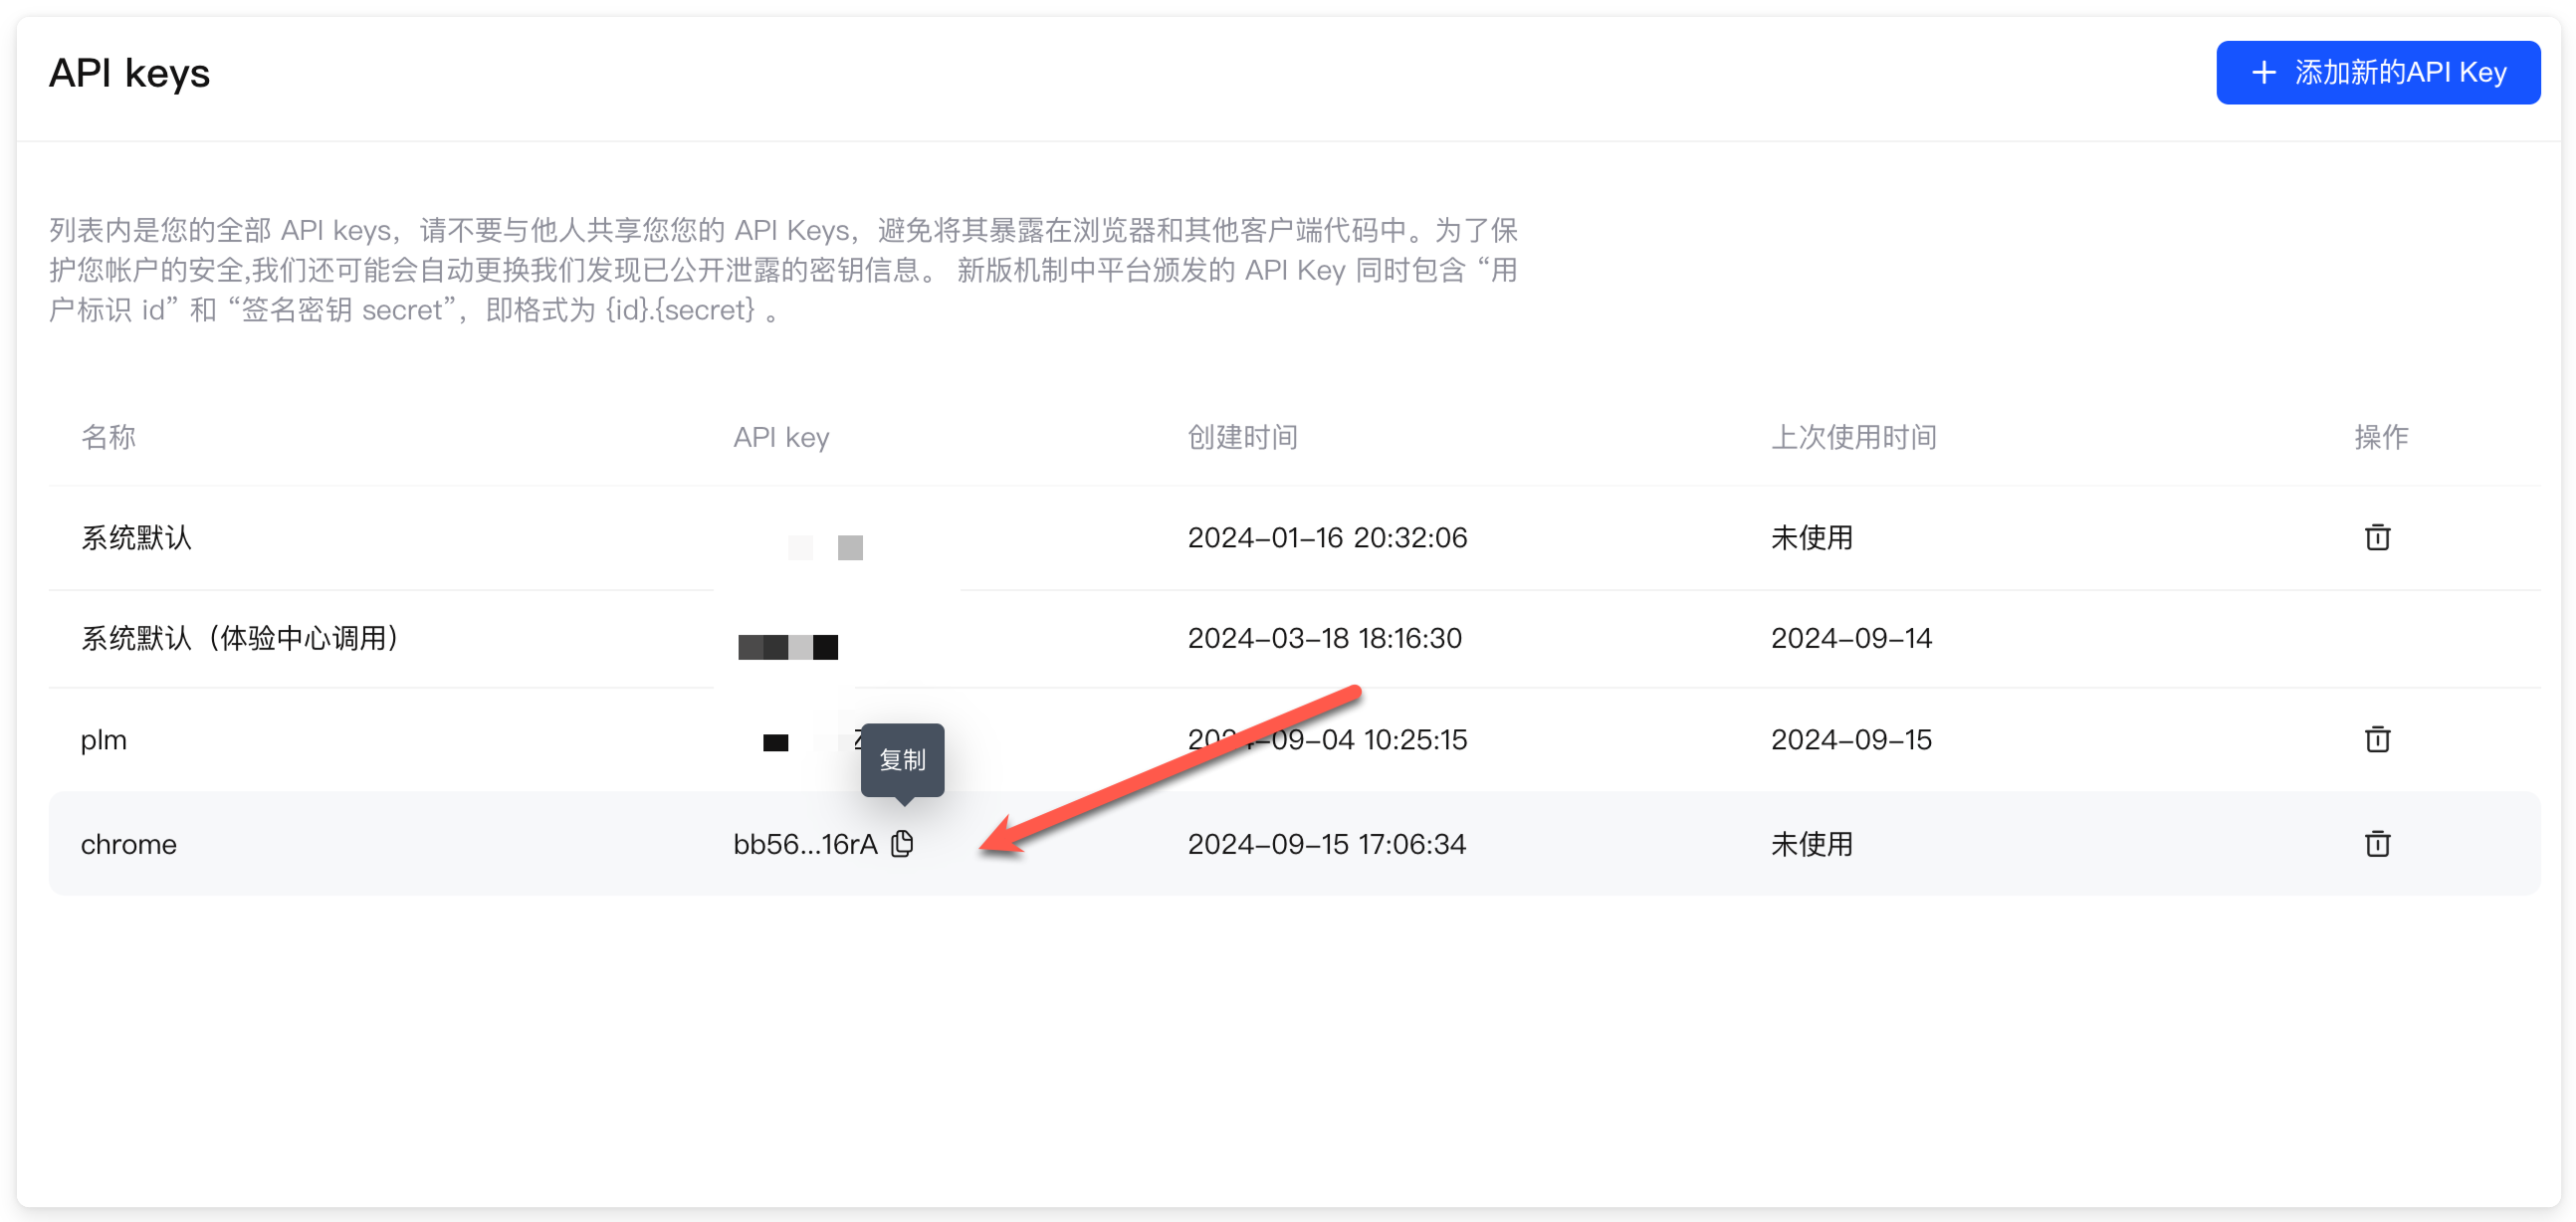 API keys
添加新的API Key
列表内是您的全部 API keys，请不要与他人共享您您的 API Keys，避免将其暴露在浏览器和其他客户端代码中。为了保
护您帐户的安全,我们还可能会自动更换我们发现已公开泄露的密钥信息。 新版机制中平台颁发的 API Key 同时包含 “用
户标识 id” 和 “签名密钥 secret”，即格式为 {id}.{secret} 。
名称 API key 创建时间 上次使用时间 操作
系统默认 2024-01-16 20:32:06 未使用
系统默认（体验中心调用） 2024-03-18 18:16:30 2024-09-14
plm 2024-09-04 10:25:15 2024-09-15
复制
chrome bb56...16rA 2024-09-15 17:06:34 未使用